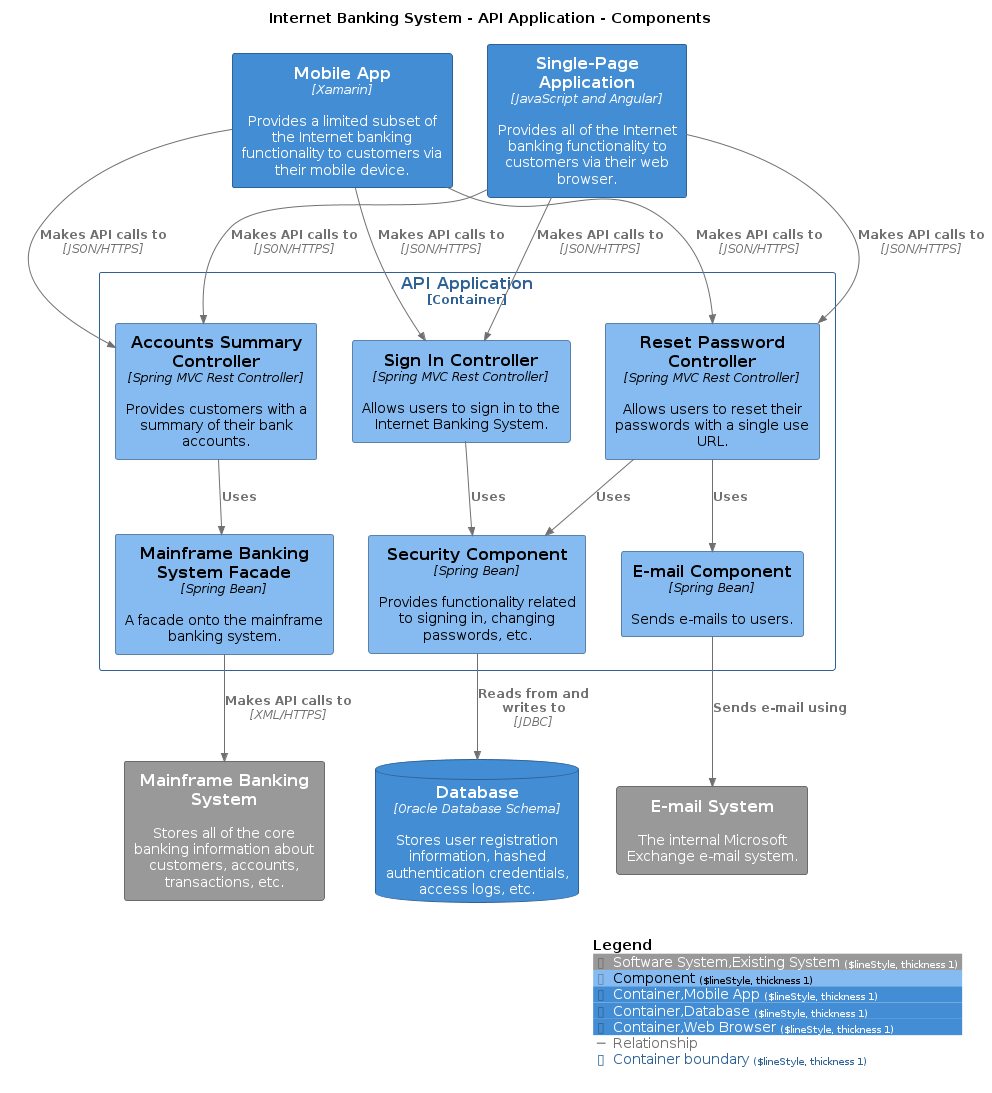 Internet Banking System - API Application - Components
Mobile App
[Xamarin]
Provides a limited subset of
the Internet banking
functionality to customers via
their mobile device.
Single-Page
Application
[JavaScript and Angular]
Provides all of the Internet
banking functionality to
customers via their web
browser.
Makes API calls to
[JSON/HTTPS]
Makes API calls to
[JSON/HTTPS]
Makes API calls to
[JSON/HTTPS]
Makes API calls to
[JSON/HTTPS]
Makes API calls to
[JSON/HTTPS]
Makes API calls to
[JSON/HTTPS]
API Application
[Container]
Accounts Summary
Controller
[Spring MVC Rest Controller]
Provides customers with a
summary of their bank
accounts.
Sign In Controller
[Spring MVC Rest Controller]
Allows users to sign in to the
Internet Banking System.
Reset Password
Controller
[Spring MVC Rest Controller]
Allows users to reset their
passwords with a single use
URL.
Uses
Uses
Uses
Uses
Mainframe Banking
System Facade
[Spring Bean]
A facade onto the mainframe
banking system.
Security Component
[Spring Bean]
Provides functionality related
to signing in, changing
passwords, etc.
E-mail Component
[Spring Bean]
Sends e-mails to users.
Makes API calls to
[XML/HTTPS]
Reads from and
writes to
[JDBC]
Sends e-mail using
Mainframe Banking
System
Stores all of the core
banking information about
customers, accounts,
transactions, etc.
Database
[Oracle Database Schema]
Stores user registration
information, hashed
authentication credentials,
access logs, etc.
E-mail System
The internal Microsoft
Exchange e-mail system.
Legend
Software System,Existing System ($lineStyle, thickness 1)
Component ($lineStyle, thickness 1)
Container,Mobile App ($lineStyle, thickness 1)
Container,Database ($lineStyle, thickness 1)
Container,Web Browser ($lineStyle, thickness 1)
Relationship
Container boundary ($lineStyle, thickness 1)